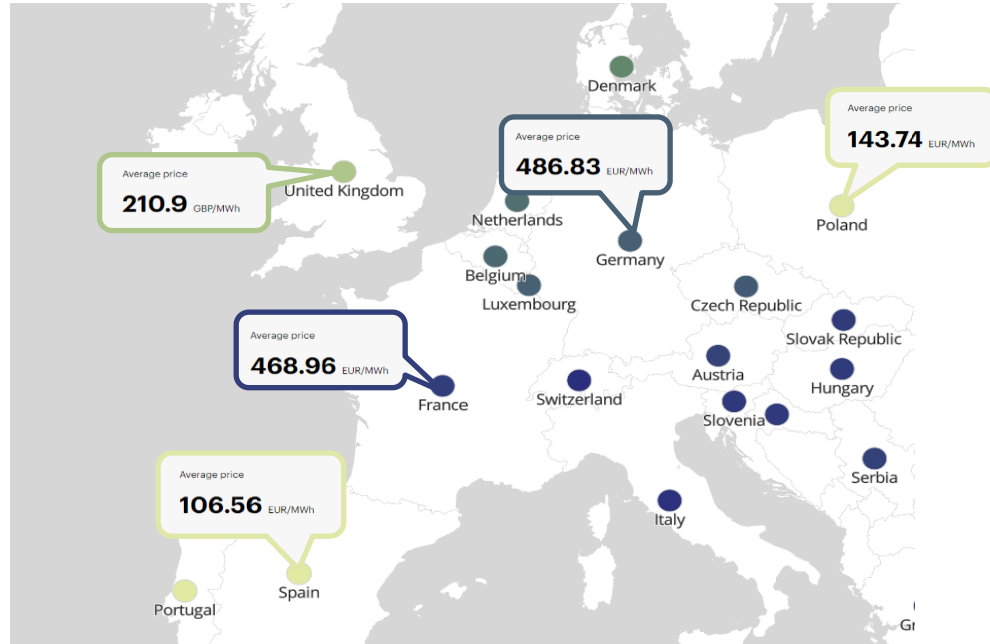 Denmark
Average price
143.74 EUR/MWh
Average price
486.83 EUR/MWh
Average price
210.9 GBP/MWh
United Kingdom
Netherlands
Poland
Germany
Belgium
Luxembourg
Czech Republic
Slovak Republic
Average price
468.96 EUR/MWh
Austria
Hungary
France
Switzerland
Slovenia
Average price
106.56 EUR/MWh
Serbia
Italy
Spain
Portugal
Gr